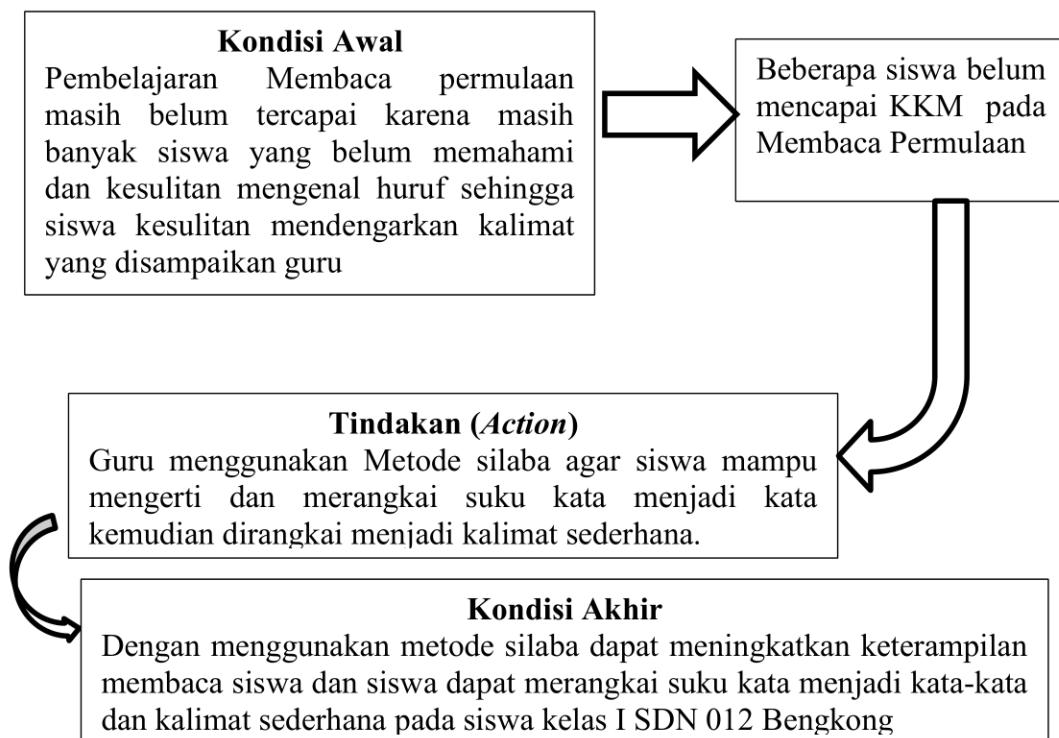 Kondisi Awal
Pembelajaran Membaca permulaan
masih belum tercapai karena masih
banyak siswa yang belum memahami
dan kesulitan mengenal huruf sehingga
siswa kesulitan mendengarkan kalimat
yang disampaikan guru
Beberapa siswa belum
mencapai KKM pada
Membaca Permulaan
Tindakan (Action)
Guru menggunakan Metode silaba agar siswa mampu
mengerti dan merangkai suku kata menjadi kata
kemudian dirangkai menjadi kalimat sederhana.
Kondisi Akhir
Dengan menggunakan metode silaba dapat meningkatkan keterampilan
membaca siswa dan siswa dapat merangkai suku kata menjadi kata-kata
dan kalimat sederhana pada siswa kelas I SDN 012 Bengkong